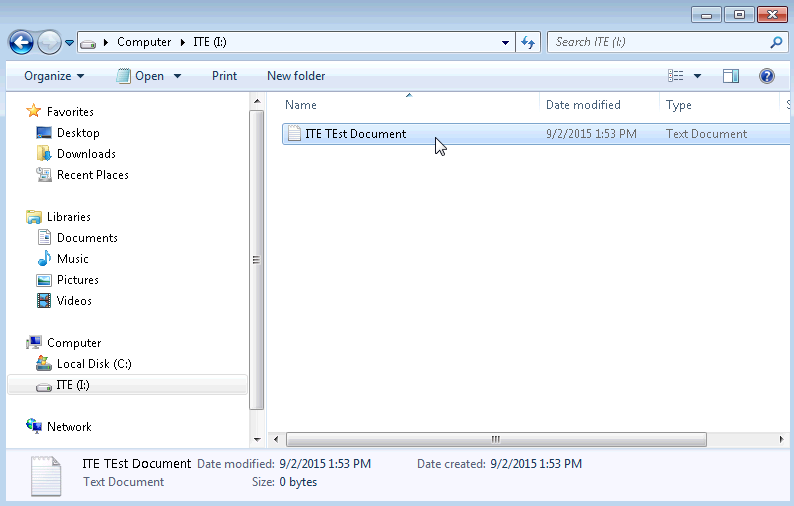 Computer ITE (I:) Search ITE (I:)
Organize Open Print New folder
Name Date modified Type S
ITE TEst Document 9/2/2015 1:53 PM Text Document
Favorites
Desktop
Downloads
Recent Places
Libraries
Documents
Music
Pictures
Videos
Computer
Local Disk (C:)
ITE (I:)
Network
ITE TEst Document Date modified: 9/2/2015 1:53 PM Date created: 9/2/2015 1:53 PM
Text Document Size: 0 bytes